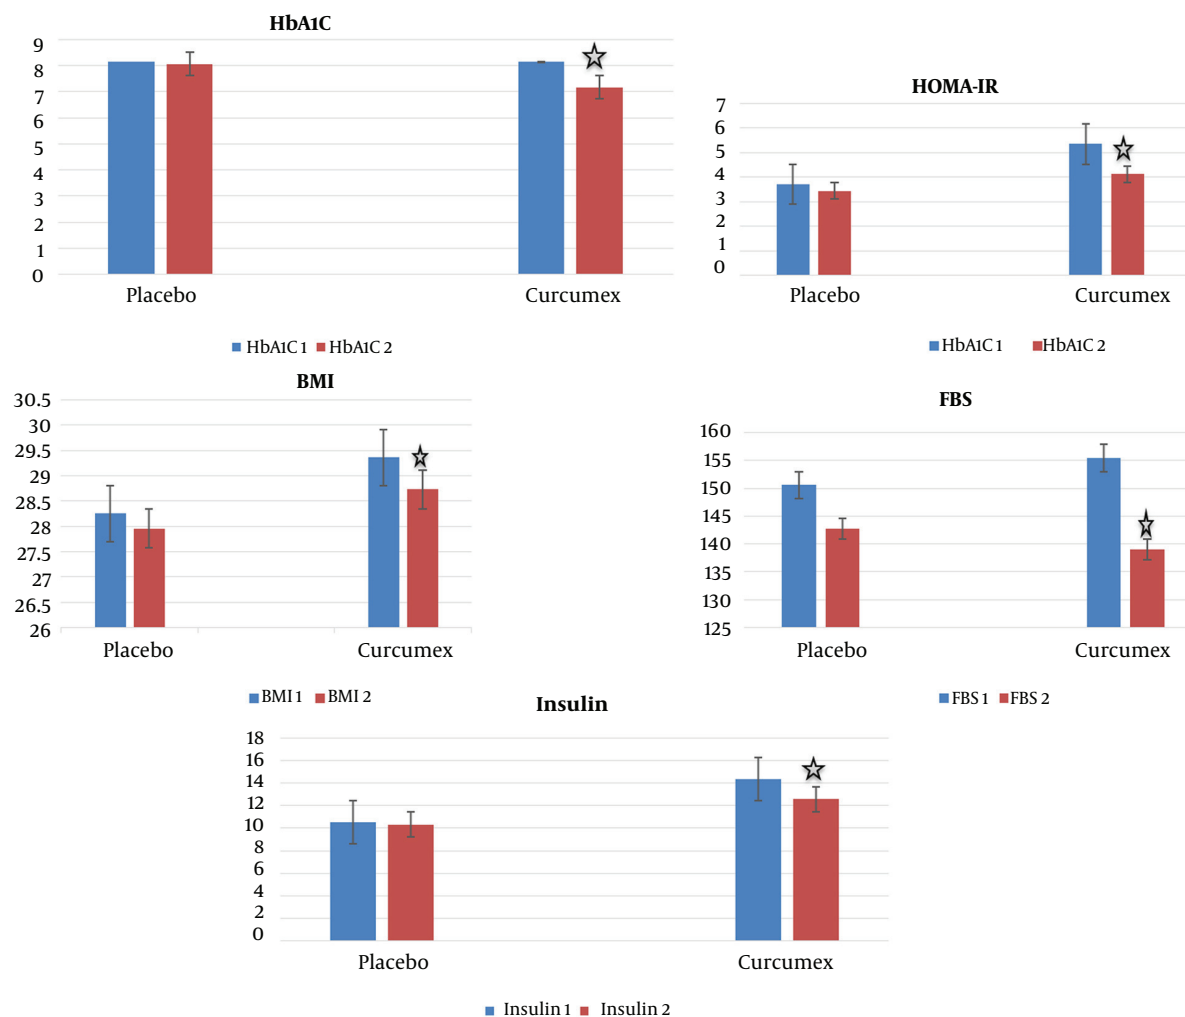 HbA1C
9
8
7
6
5
4
3
2
1
0
Placebo
Curcumex
HbA1C 1
HbA1C 2
HOMA-IR
7
6
5
4
3
2
1
0
Placebo
Curcumex
HbA1C 1
HbA1C 2
BMI
30.5
30
29.5
29
28.5
28
27.5
27
26.5
26
Placebo
Curcumex
BMI 1
BMI 2
FBS
160
155
150
145
140
135
130
125
Placebo
Curcumex
FBS 1
FBS 2
Insulin
18
16
14
12
10
8
6
4
2
0
Placebo
Curcumex
Insulin 1
Insulin 2